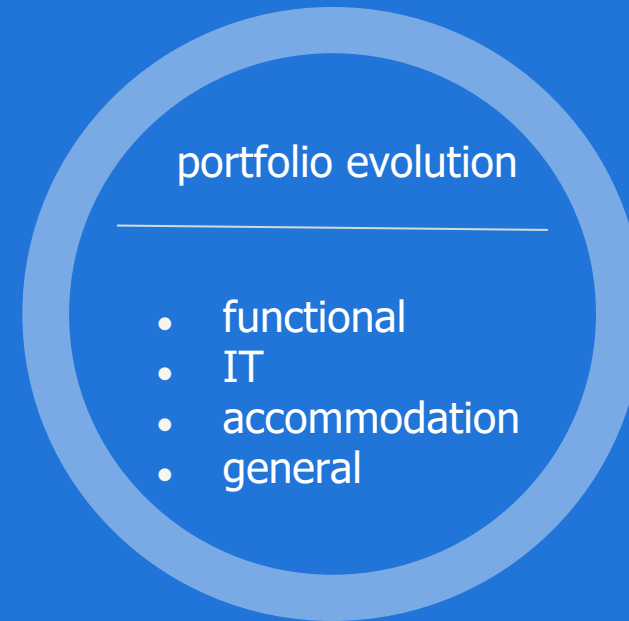 portfolio evolution
● functional
● IT
● accommodation
● general